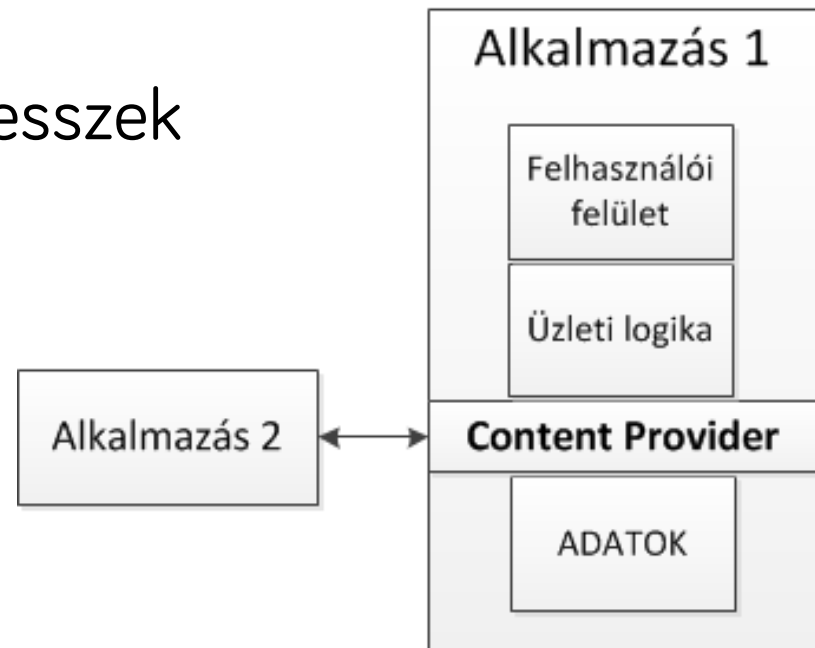 esszek
Alkalmazás 1
Felhasználói
felület
Üzleti logika
Alkalmazás 2
Content Provider
ADATOK